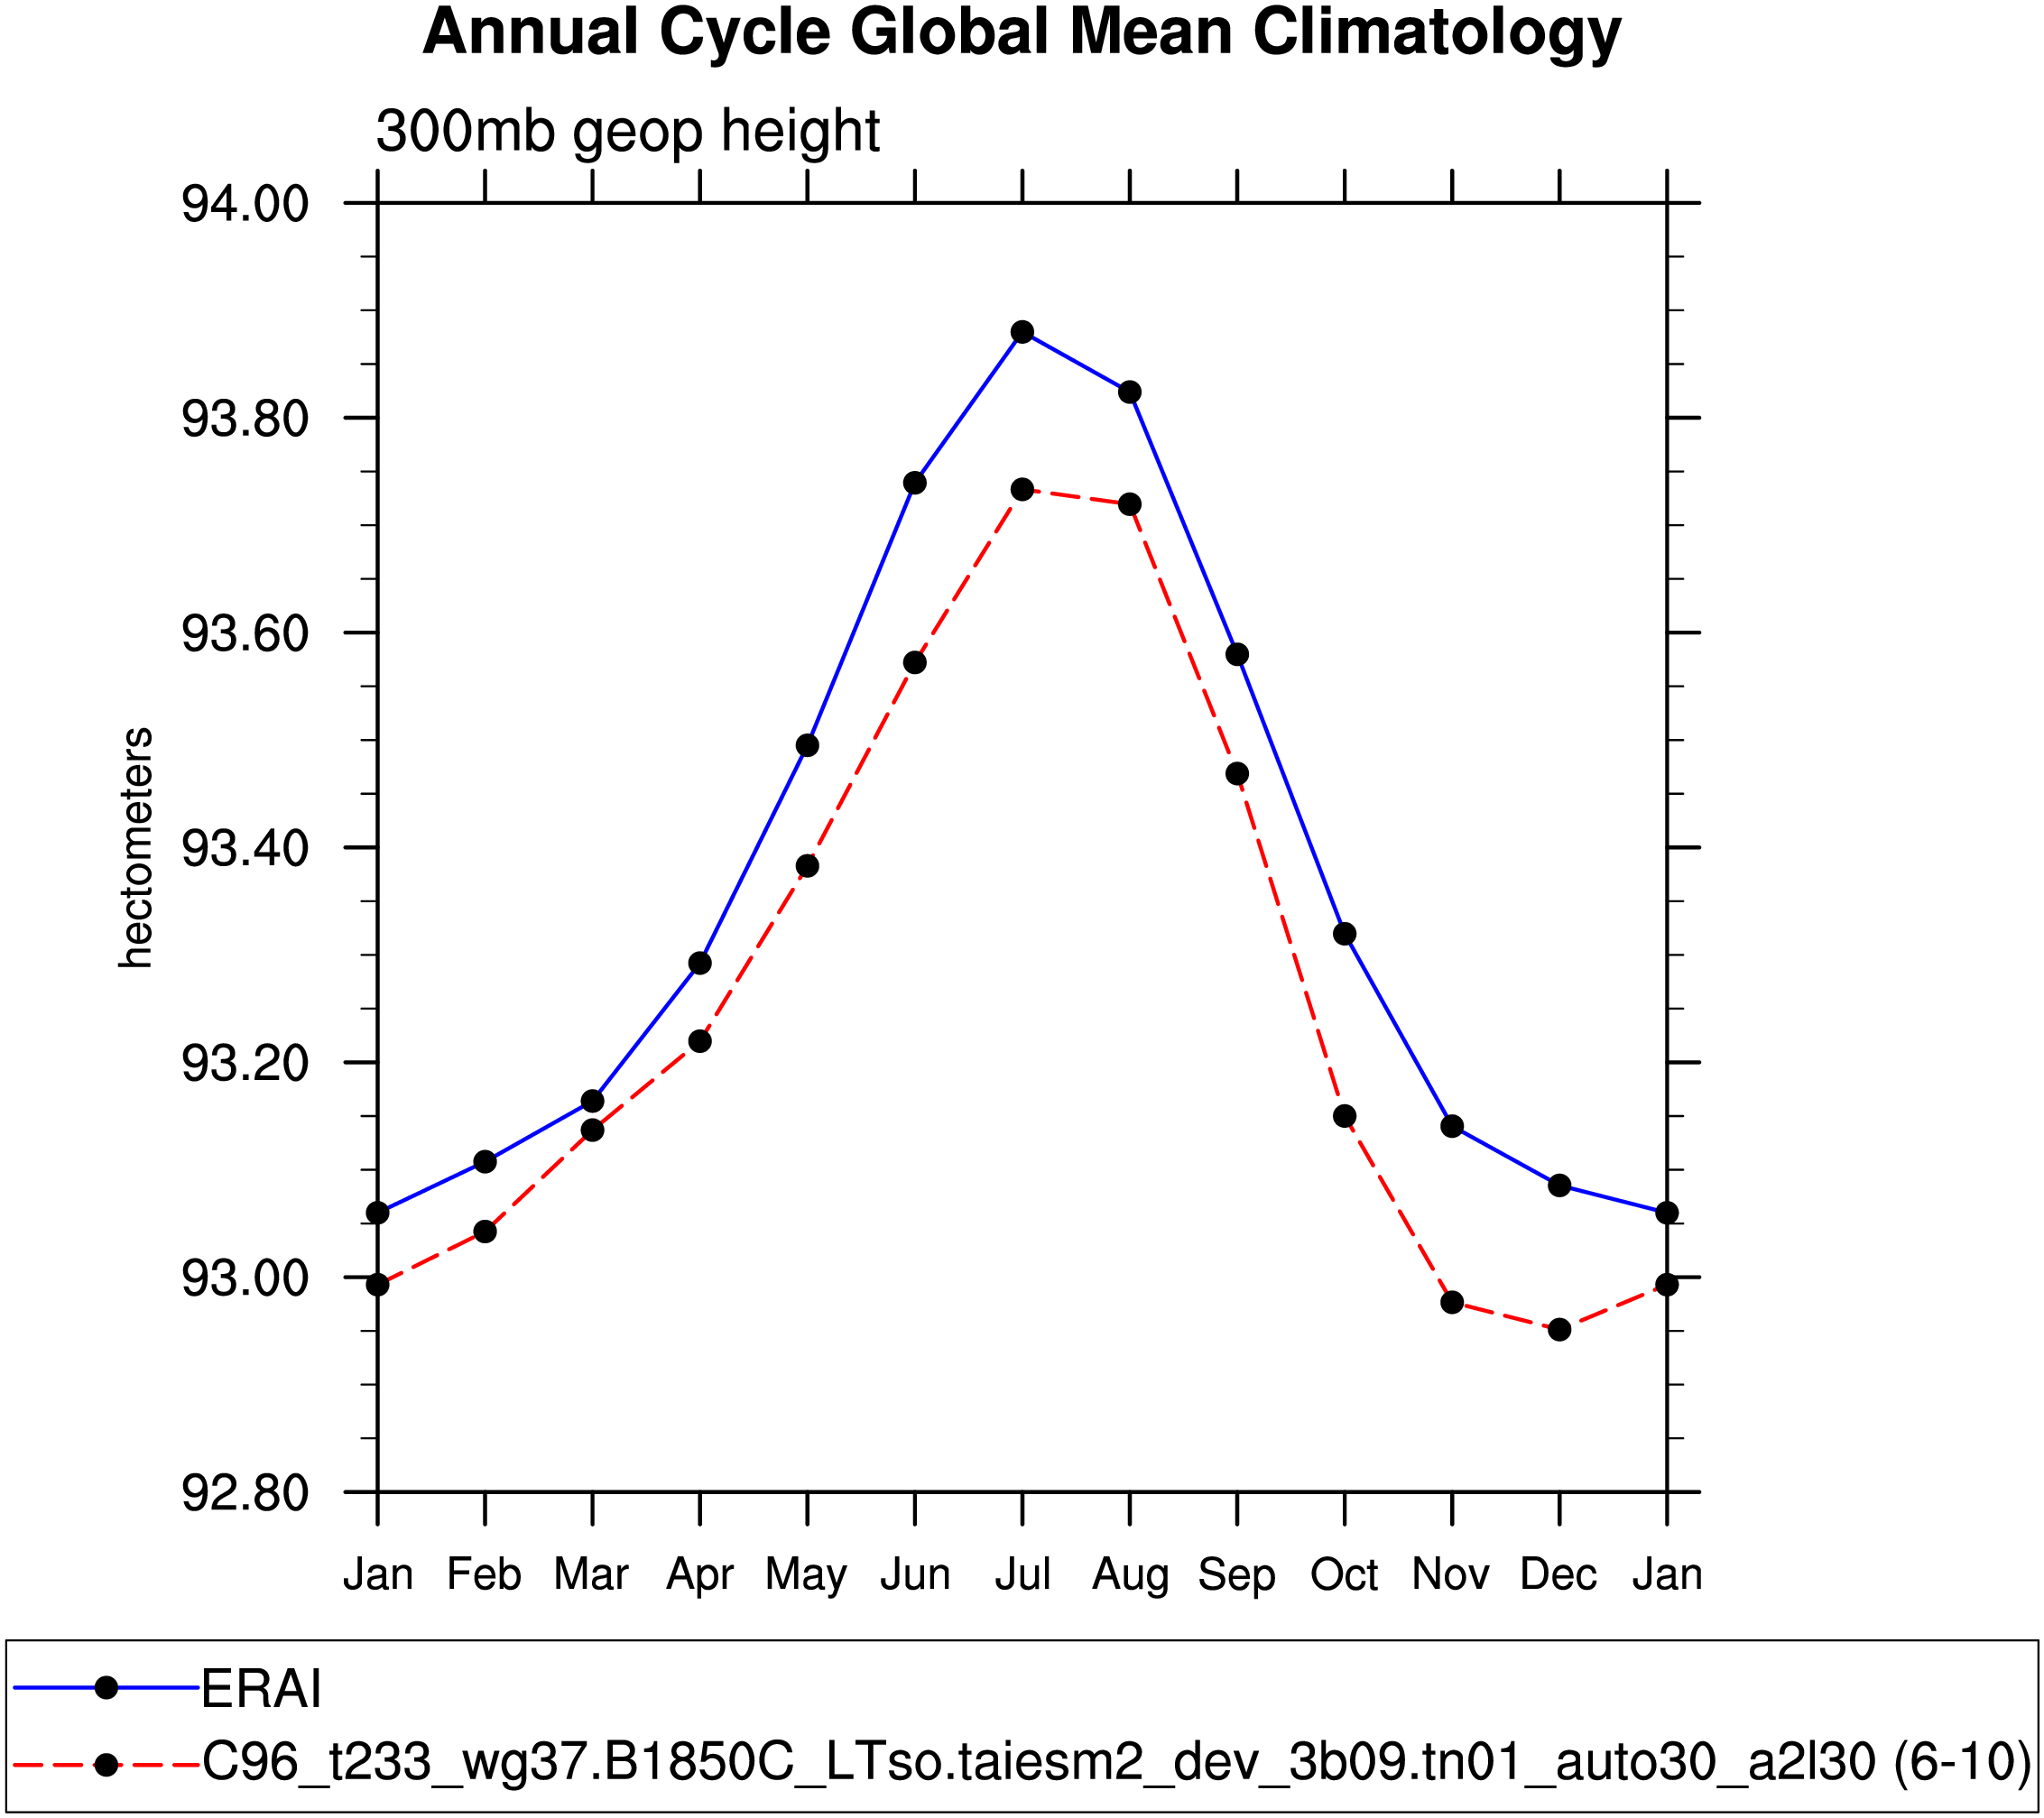 Annual Cycle Global Mean Climatology
300mb geop height
94.00
93.80
93.60
93.40
93.20
93.00
92.80
hectometers
Jan Feb Mar Apr May Jun Jul Aug Sep Oct Nov Dec Jan
ERAI
C96_t233_wg37.B1850C_LTso.taiesm2_dev_3b09.tn01_auto30_a2l30 (6-10)